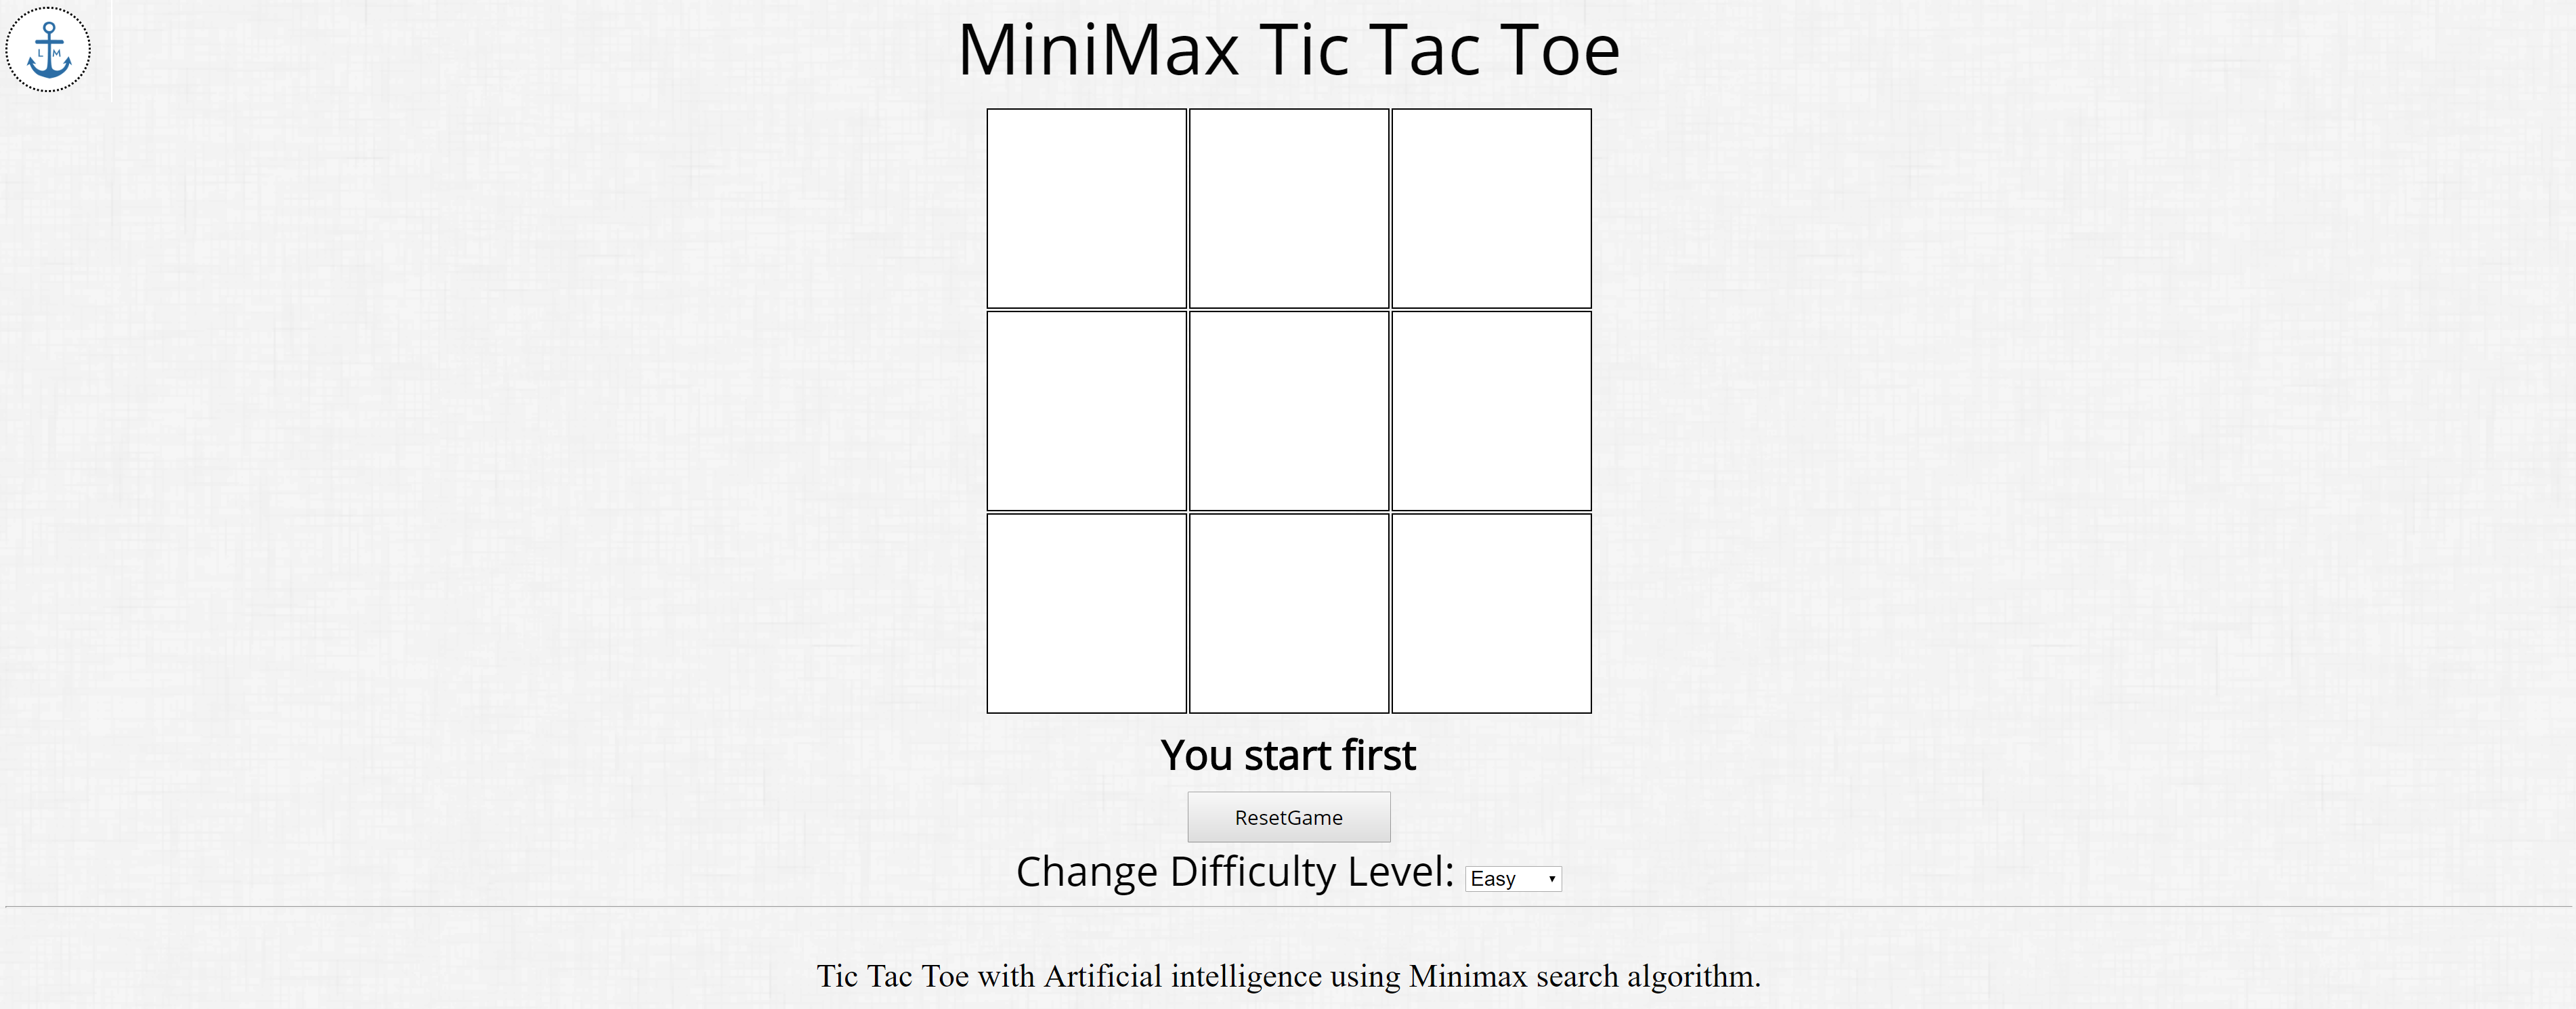 L M
MiniMax Tic Tac Toe
You start first
ResetGame
Change Difficulty Level: Easy
Tic Tac Toe with Artificial intelligence using Minimax search algorithm.